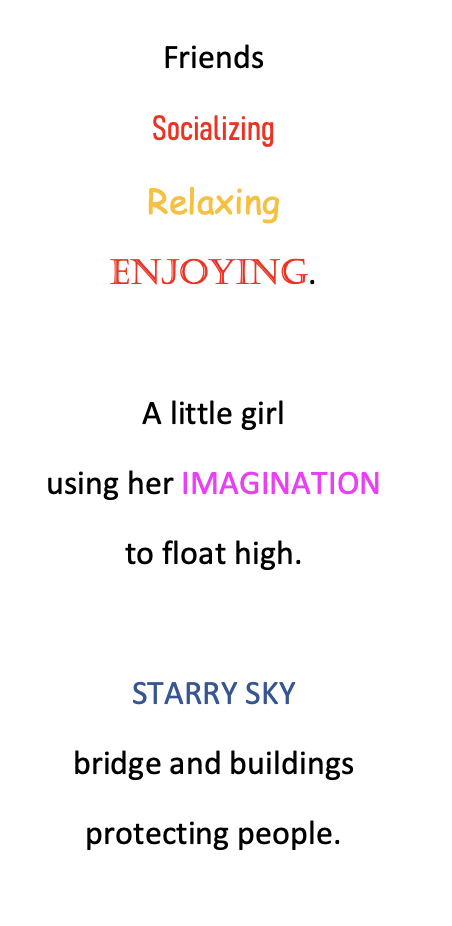 Friends
Socializing
Relaxing
ENJOYING.
A little girl
using her IMAGINATION
to float high.
STARRY SKY
bridge and buildings
protecting people.